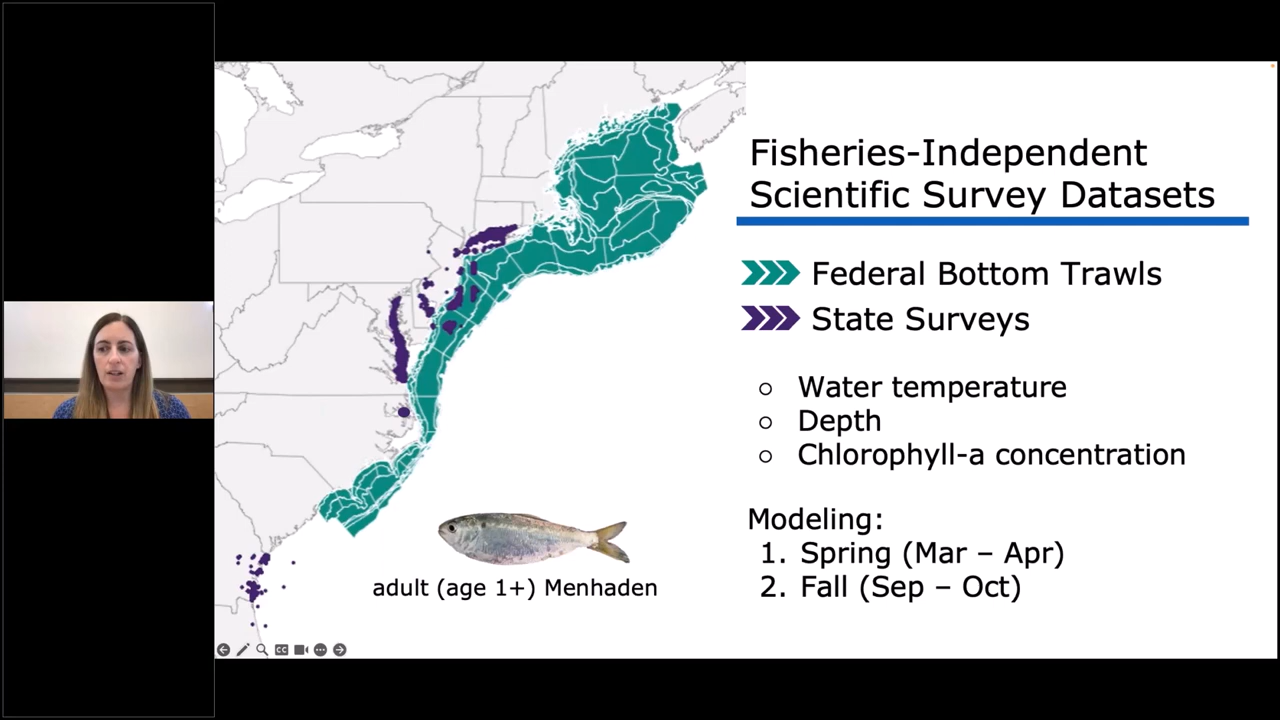 Fisheries-Independent
Scientific Survey Datasets
Federal Bottom Trawls
State Surveys
○ Water temperature
○ Depth
○ Chlorophyll-a concentration
Modeling:
1. Spring (Mar – Apr)
2. Fall (Sep – Oct)
adult (age 1+) Menhaden
CC